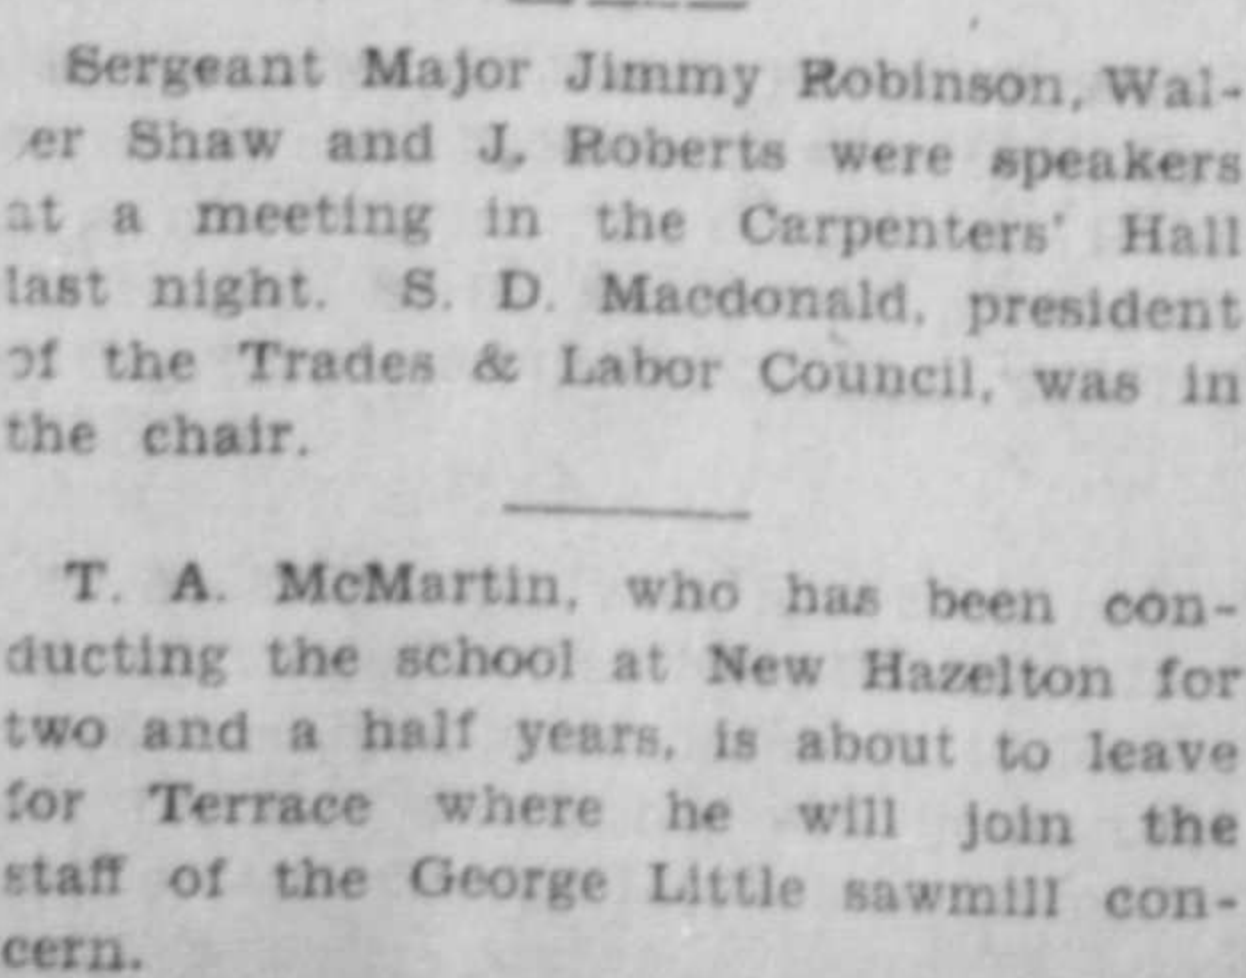 Sergeant Major Jimmy Robinson, Wal-
er Shaw and J. Roberts were speakers
at a meeting in the Carpenters' Hall
last night. S. D. Macdonald, president
of the Trades & Labor Council, was in
the chair.
T. A. McMartin, who has been con-
ducting the school at New Hazelton for
two and a half years, is about to leave
for Terrace where he will join the
staff of the George Little sawmill con-
cern.